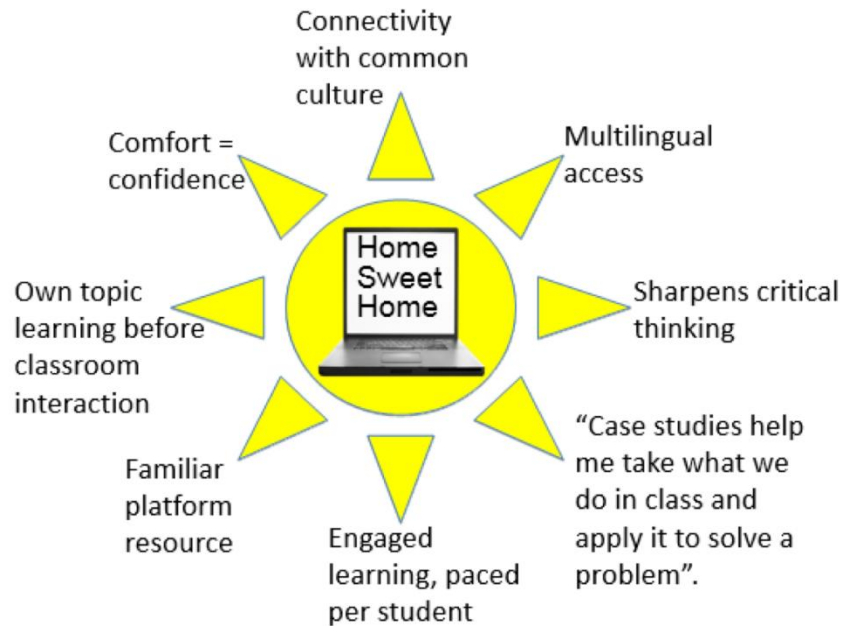 Connectivity
with common
culture
Comfort =
confidence
Multilingual
access
Home
Sweet
Home
Own topic
learning before
classroom
interaction
Sharpens critical
thinking
Familiar
platform
resource
Engaged
learning, paced
per student
“Case studies help
me take what we
do in class and
apply it to solve a
problem”.